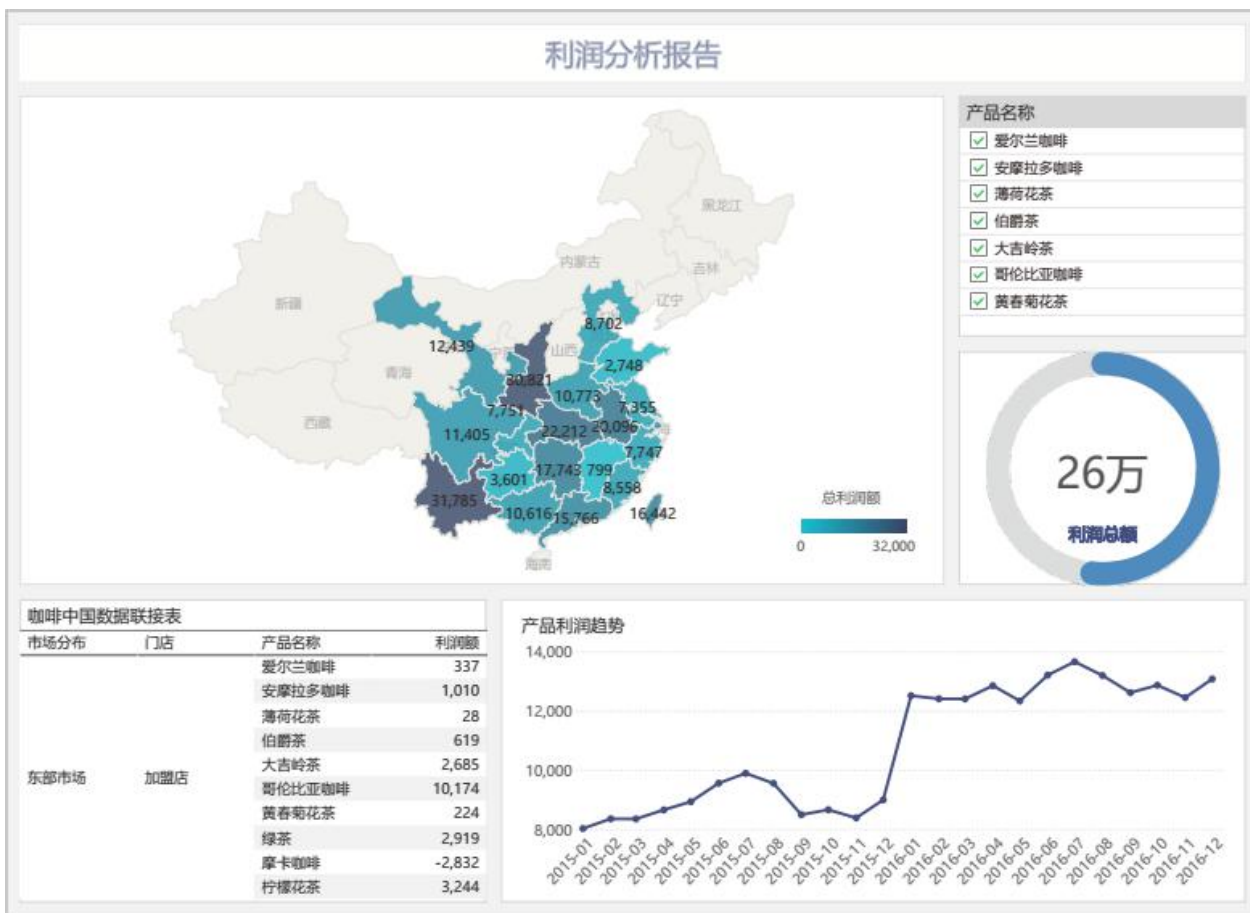 利润分析报告
黑龙江
内蒙古
吉林
新疆
辽宁
8,702
12,439
山西
青海
2,748
30,821
10,773
7,751
7,355
西藏
11,405
22,212
20,096
7,747
3,601
17,743
799
8,558
31,785
10,616
15,766
16,442
海南
总利润额
0
32,000
产品名称
爱尔兰咖啡
安摩拉多咖啡
薄荷花茶
伯爵茶
大吉岭茶
哥伦比亚咖啡
黄春菊花茶
26万
利润总额
咖啡中国数据联接表
市场分布 门店 产品名称 利润额
爱尔兰咖啡 337
安摩拉多咖啡 1,010
薄荷花茶 28
伯爵茶 619
大吉岭茶 2,685
东部市场 加盟店
哥伦比亚咖啡 10,174
黄春菊花茶 224
绿茶 2,919
摩卡咖啡 -2,832
柠檬花茶 3,244
产品利润趋势
14,000
12,000
10,000
8,000
2015-01
2015-02
2015-03
2015-04
2015-05
2015-06
2015-07
2015-08
2015-09
2015-10
2015-11
2015-12
2016-01
2016-02
2016-03
2016-04
2016-05
2016-06
2016-07
2016-08
2016-09
2016-10
2016-11
2016-12